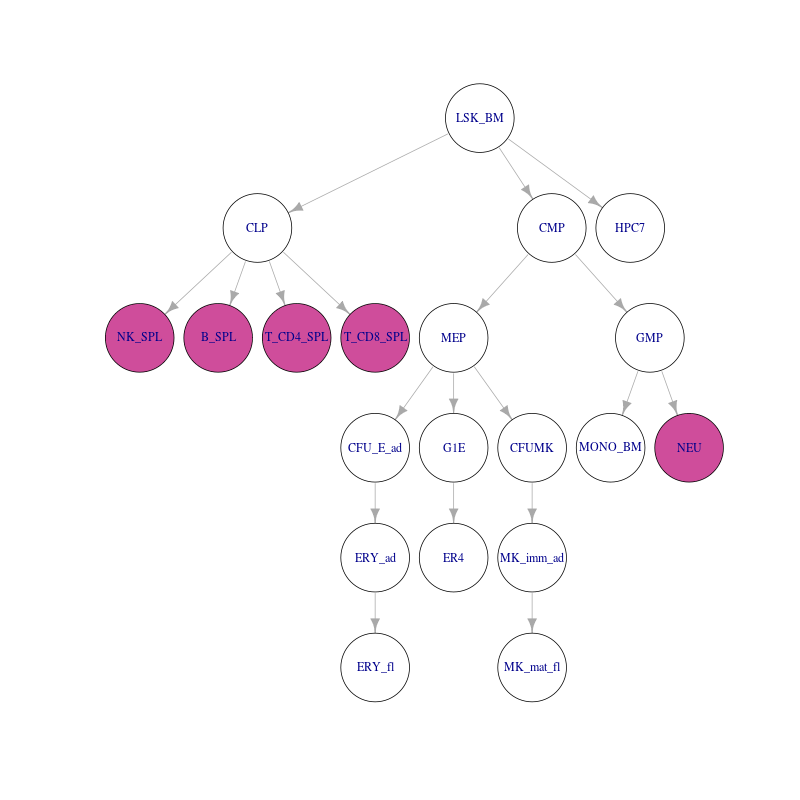 LSK_BM
CLP
CMP
HPC7
NK_SPL
B_SPL
T_CD4_SPL
T_CD8_SPL
MEP
GMP
CFU_E_ad
G1E
CFUMK
MONO_BM
NEU
ERY_ad
ER4
MK_imm_ad
ERY_fl
MK_mat_fl